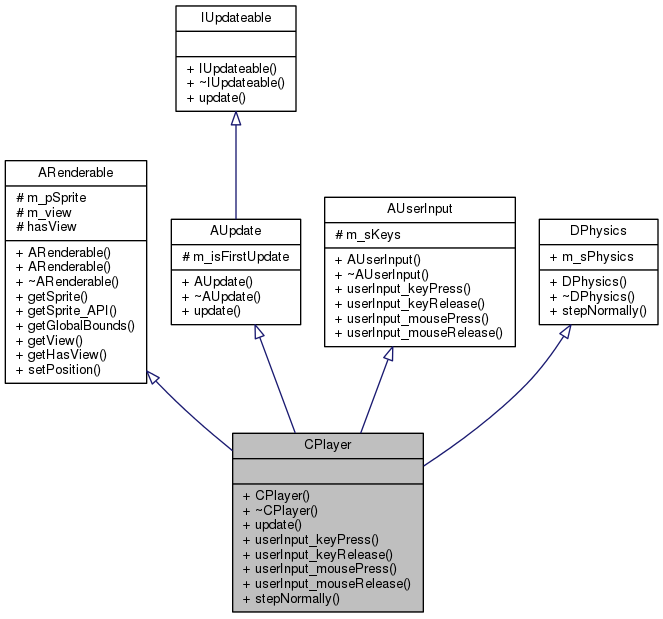 IUpdateable
+ IUpdateable()
+ ~IUpdateable()
+ update()
ARenderable
# m_pSprite
# m_view
# hasView
+ ARenderable()
+ ARenderable()
+ ~ARenderable()
+ getSprite()
+ getSprite_API()
+ getGlobalBounds()
+ getView()
+ getHasView()
+ setPosition()
AUpdate
# m_isFirstUpdate
+ AUpdate()
+ ~AUpdate()
+ update()
AUserInput
# m_sKeys
+ AUserInput()
+ ~AUserInput()
+ userInput_keyPress()
+ userInput_keyRelease()
+ userInput_mousePress()
+ userInput_mouseRelease()
DPhysics
+ m_sPhysics
+ DPhysics()
+ ~DPhysics()
+ stepNormally()
CPlayer
+ CPlayer()
+ ~CPlayer()
+ update()
+ userInput_keyPress()
+ userInput_keyRelease()
+ userInput_mousePress()
+ userInput_mouseRelease()
+ stepNormally()